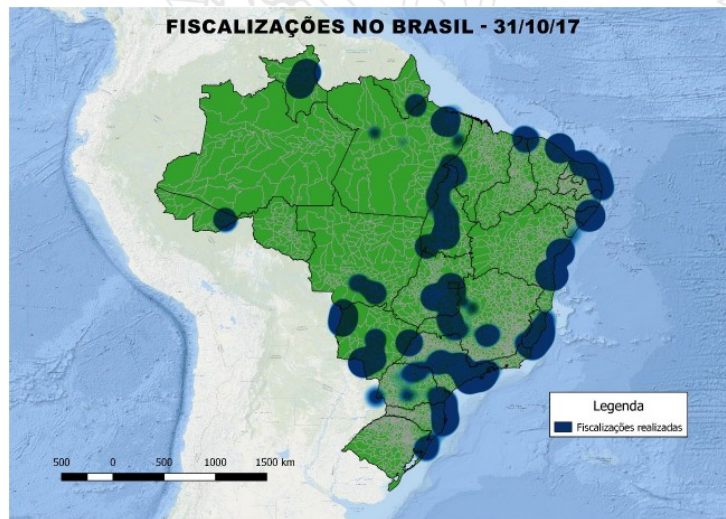 FISCALIZAÇÕES NO BRASIL - 31/10/17
Legenda
Fiscalizações realizadas
500 0 500 1000 1500 km